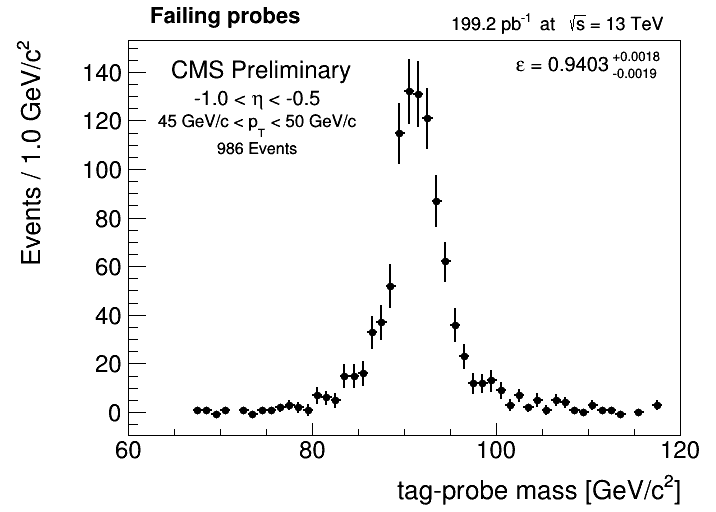 Failing probes
199.2 pb⁻¹ at √s = 13 TeV
CMS Preliminary
ε = 0.9403 +0.0018 -0.0019
-1.0 < η < -0.5
45 GeV/c < p_T < 50 GeV/c
986 Events
Events / 1.0 GeV/c²
140
120
100
80
60
40
20
0
60 80 100 120
tag-probe mass [GeV/c²]